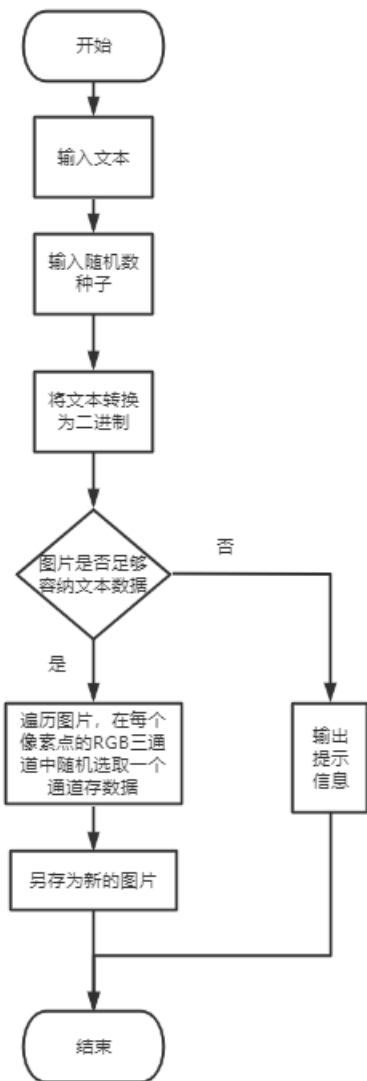 开始
输入文本
输入随机数
种子
将文本转换
为二进制
图片是否足够
容纳文本数据
否
是
遍历图片，在每个
像素点的RGB三通
道中随机选取一个
通道存数据
输出
提示
信息
另存为新的图片
结束